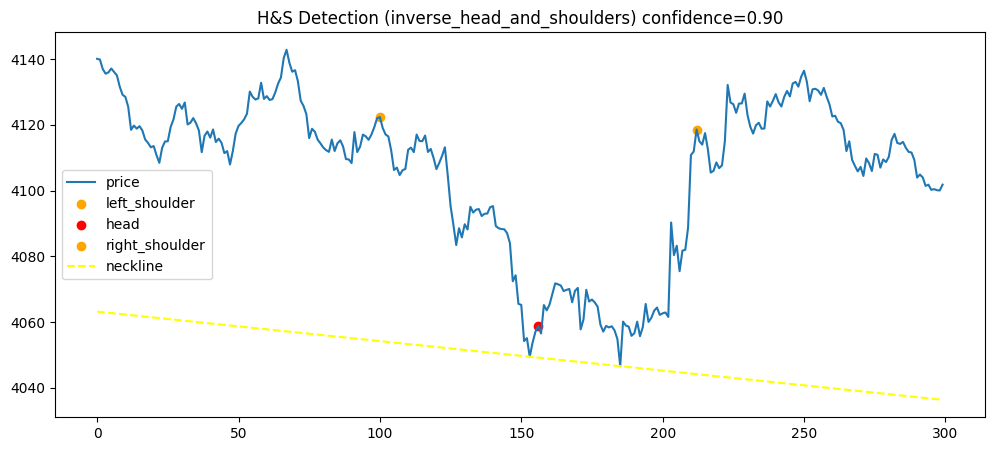 H&S Detection (inverse_head_and_shoulders) confidence=0.90
4140
4120
4100
4080
4060
4040
price
left_shoulder
head
right_shoulder
neckline
0
50
100
150
200
250
300